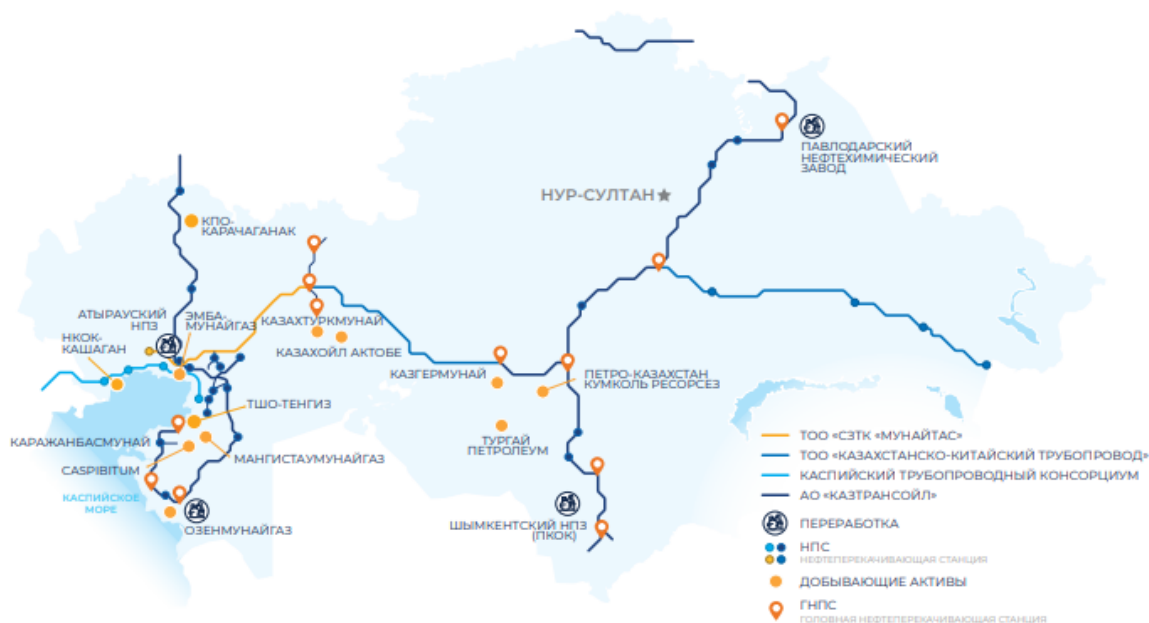 ПАВЛОДАРСКИЙ
НЕФТЕХИМИЧЕСКИЙ
ЗАВОД
НУР-СУЛТАН
КПО-
КАРАЧАГАНАК
АТЫРАУСКИЙ
НПЗ
ЭМБА-
МУНАЙГАЗ
НКОК-
КАШАГАН
КАЗАХТУРКМУНАЙ
КАЗАХОЙЛ АКТОБЕ
КАЗГЕРМУНАЙ
ПЕТРО-КАЗАХСТАН
КУМКОЛЬ РЕСОРСЕЗ
ТШО-ТЕНГИЗ
ТУРГАЙ
ПЕТРОЛЕУМ
КАРАЖАНБАСМУНАЙ
МАНГИСТАУМУНАЙГАЗ
CASPIBITUM
КАСПИЙСКОЕ
МОРЕ
ОЗЕНМУНАЙГАЗ
ШЫМКЕНТСКИЙ НПЗ
(ПКОК)
ТОО «СЗТК «МУНАЙТАС»
ТОО «КАЗАХСТАНСКО-КИТАЙСКИЙ ТРУБОПРОВОД»
КАСПИЙСКИЙ ТРУБОПРОВОДНЫЙ КОНСОРЦИУМ
АО «КАЗТРАНСОЙЛ»
ПЕРЕРАБОТКА
НПС
НЕФТЕПЕРЕКАЧИВАЮЩАЯ СТАНЦИЯ
ДОБЫВАЮЩИЕ АКТИВЫ
ГНПС
ГОЛОВНАЯ НЕФТЕПЕРЕКАЧИВАЮЩАЯ СТАНЦИЯ